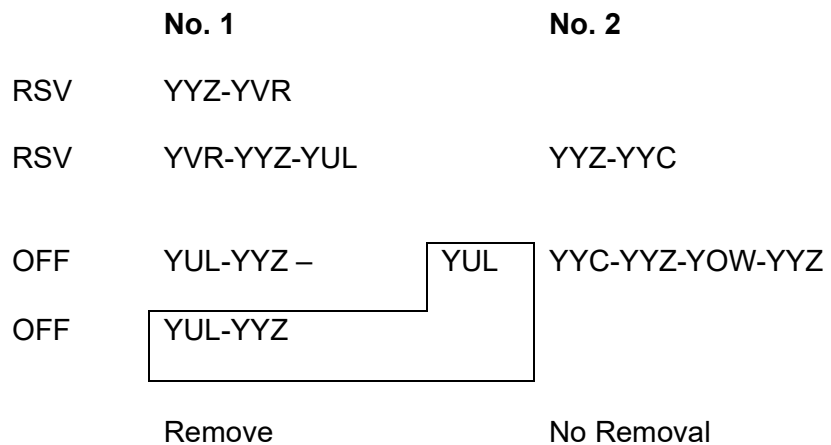 No. 1 No. 2
RSV YYZ-YVR
RSV YVR-YYZ-YUL YYZ-YYC
OFF YUL-YYZ – YUL YYC-YYZ-YOW-YYZ
OFF YUL-YYZ
Remove No Removal